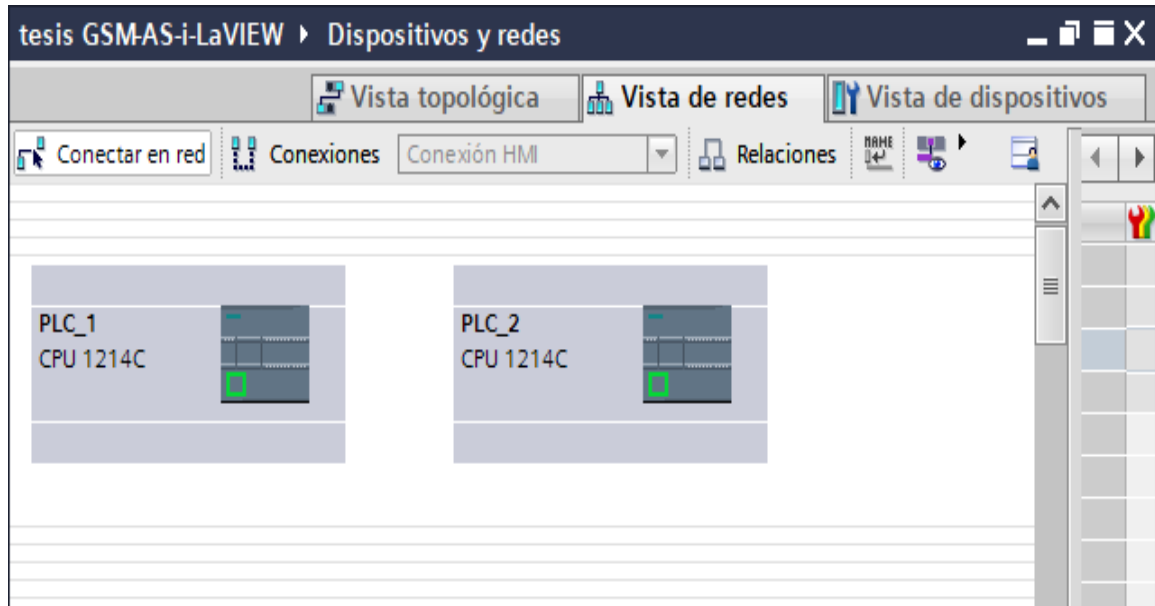 tesis GSM-AS-i-LaVIEW ▸ Dispositivos y redes
Vista topológica Vista de redes Vista de dispositivos
Conectar en red Conexiones Conexión HMI Relaciones NAME
PLC_1
CPU 1214C
PLC_2
CPU 1214C